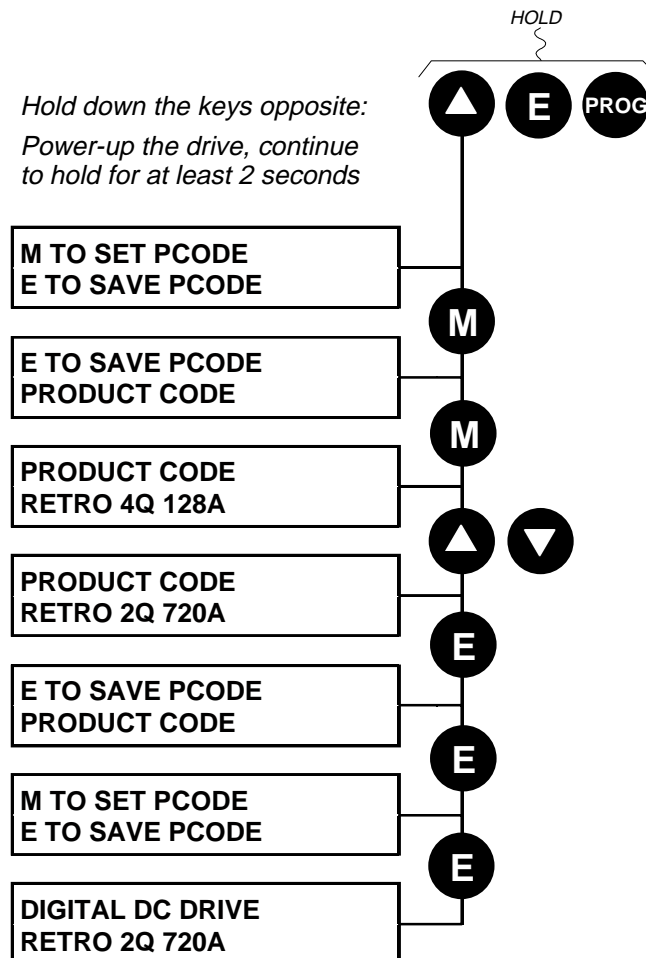 HOLD
Hold down the keys opposite:
Power-up the drive, continue
to hold for at least 2 seconds
E PROG
M TO SET PCODE
E TO SAVE PCODE
M
E TO SAVE PCODE
PRODUCT CODE
M
PRODUCT CODE
RETRO 4Q 128A
PRODUCT CODE
RETRO 2Q 720A
E
E TO SAVE PCODE
PRODUCT CODE
E
M TO SET PCODE
E TO SAVE PCODE
E
DIGITAL DC DRIVE
RETRO 2Q 720A